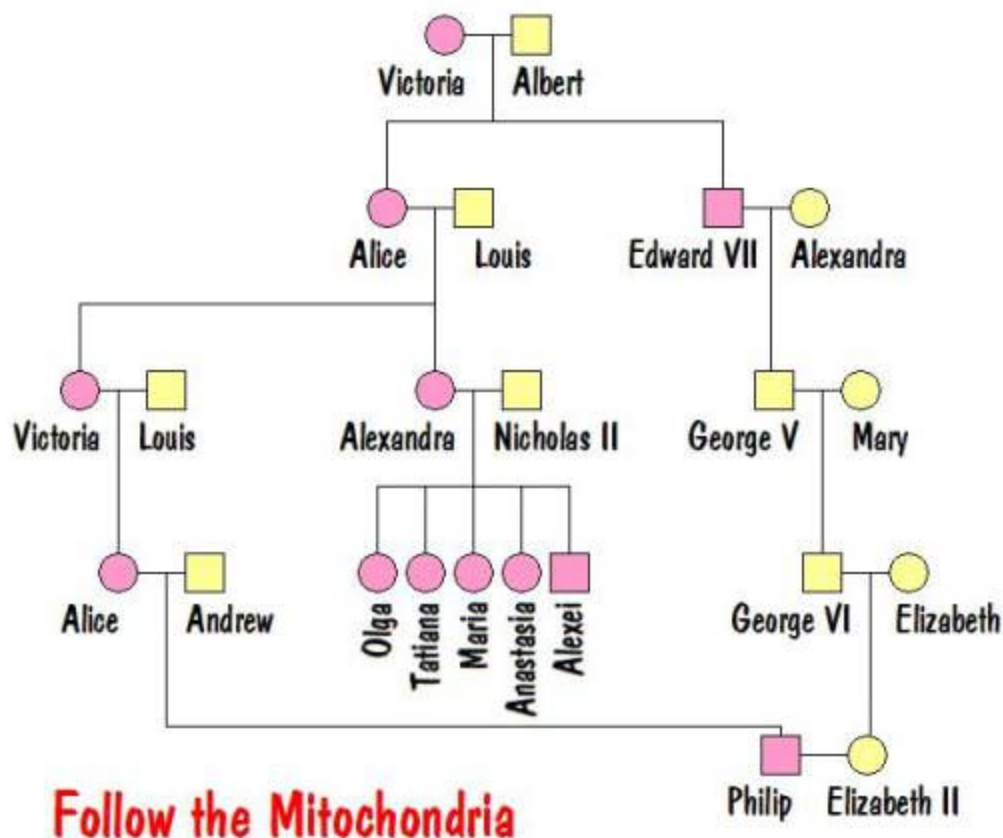 Victoria Albert
Alice Louis Edward VII Alexandra
Victoria Louis Alexandra Nicholas II George V Mary
Alice Andrew Olga Tatiana Maria Anastasia Alexei George VI Elizabeth
Philip Elizabeth II
Follow the Mitochondria